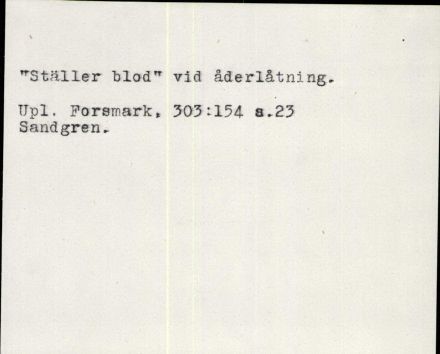 "Ställer blod" vid åderlåtning.
Upl. Forsmark, 303:154 s.23
Sandgren.